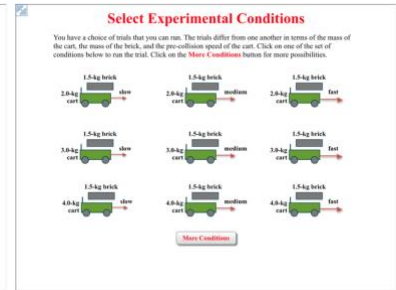 Select Experimental Conditions
You have a choice of trials that you can run. The trials differ from one another in terms of the mass of
the cart, the mass of the brick, and the pre-collision speed of the cart. Click on one of the set of
conditions below to run the trial. Click on the More Conditions button for more possibilities.
1.5-kg brick 1.5-kg brick 1.5-kg brick
2.0-kg slow 2.0-kg medium 2.0-kg fast
cart cart cart
1.5-kg brick 1.5-kg brick 1.5-kg brick
3.0-kg slow 3.0-kg medium 3.0-kg fast
cart cart cart
1.5-kg brick 1.5-kg brick 1.5-kg brick
4.0-kg slow 4.0-kg medium 4.0-kg fast
cart cart cart
More Conditions